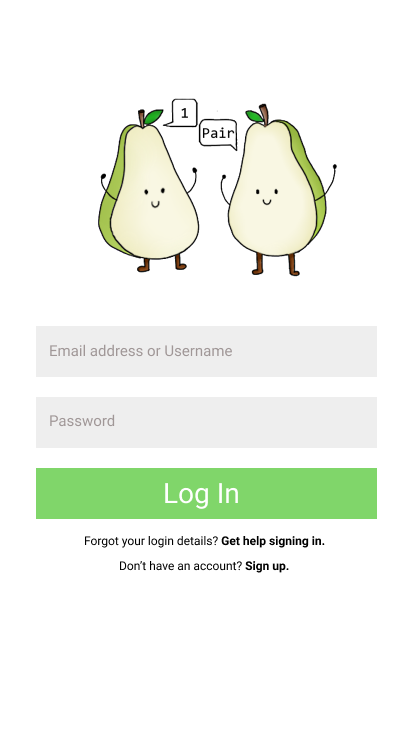 1
Pair
Email address or Username
Password
Log In
Forgot your login details? Get help signing in.
Don’t have an account? Sign up.